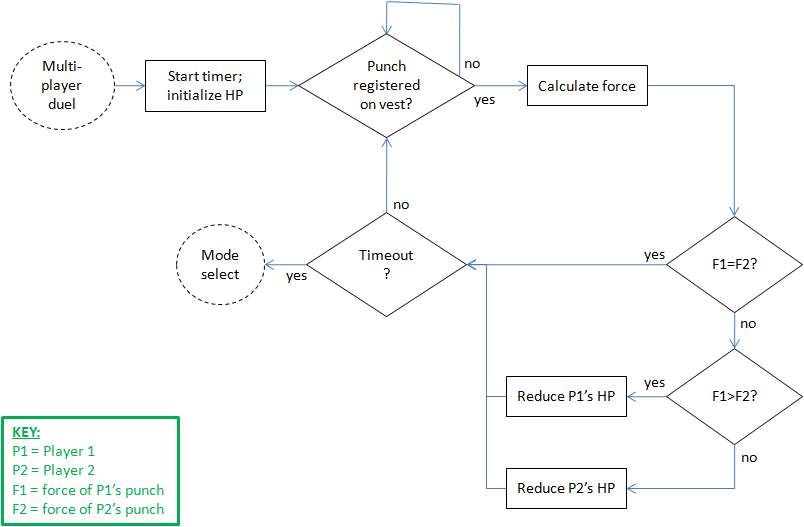 Multi-
player
duel
Start timer;
initialize HP
Punch
registered
on vest?
no
yes
Calculate force
no
Mode
select
yes
Timeout
?
yes
F1=F2?
no
Reduce P1's HP
yes
F1>F2?
no
Reduce P2's HP
KEY:
P1 = Player 1
P2 = Player 2
F1 = force of P1's punch
F2 = force of P2's punch